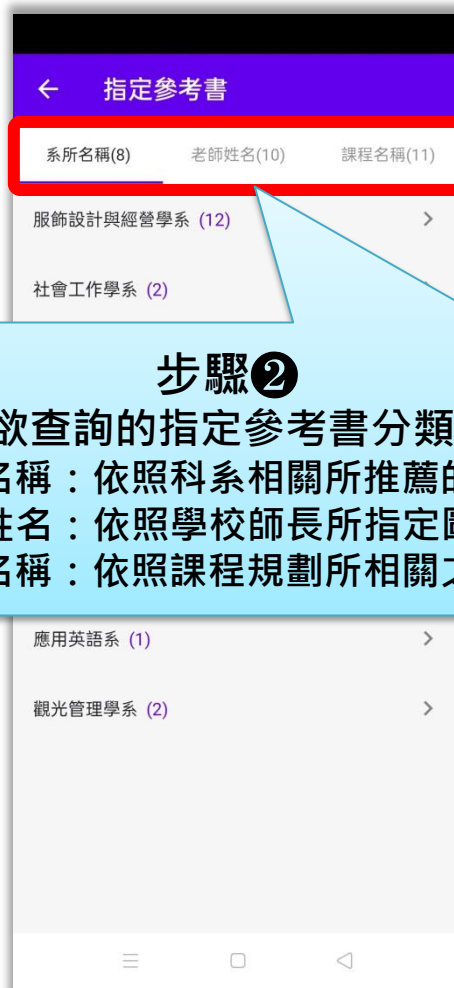 指定參考書
系所名稱(8) 老師姓名(10) 課程名稱(11)
服飾設計與經營學系 (12)
社會工作學系 (2)
步驟❷
欲查詢的指定參考書分類
名稱：依照科系相關所推薦的
姓名：依照學校師長所指定圖
名稱：依照課程規劃所相關之
應用英語系 (1)
觀光管理學系 (2)